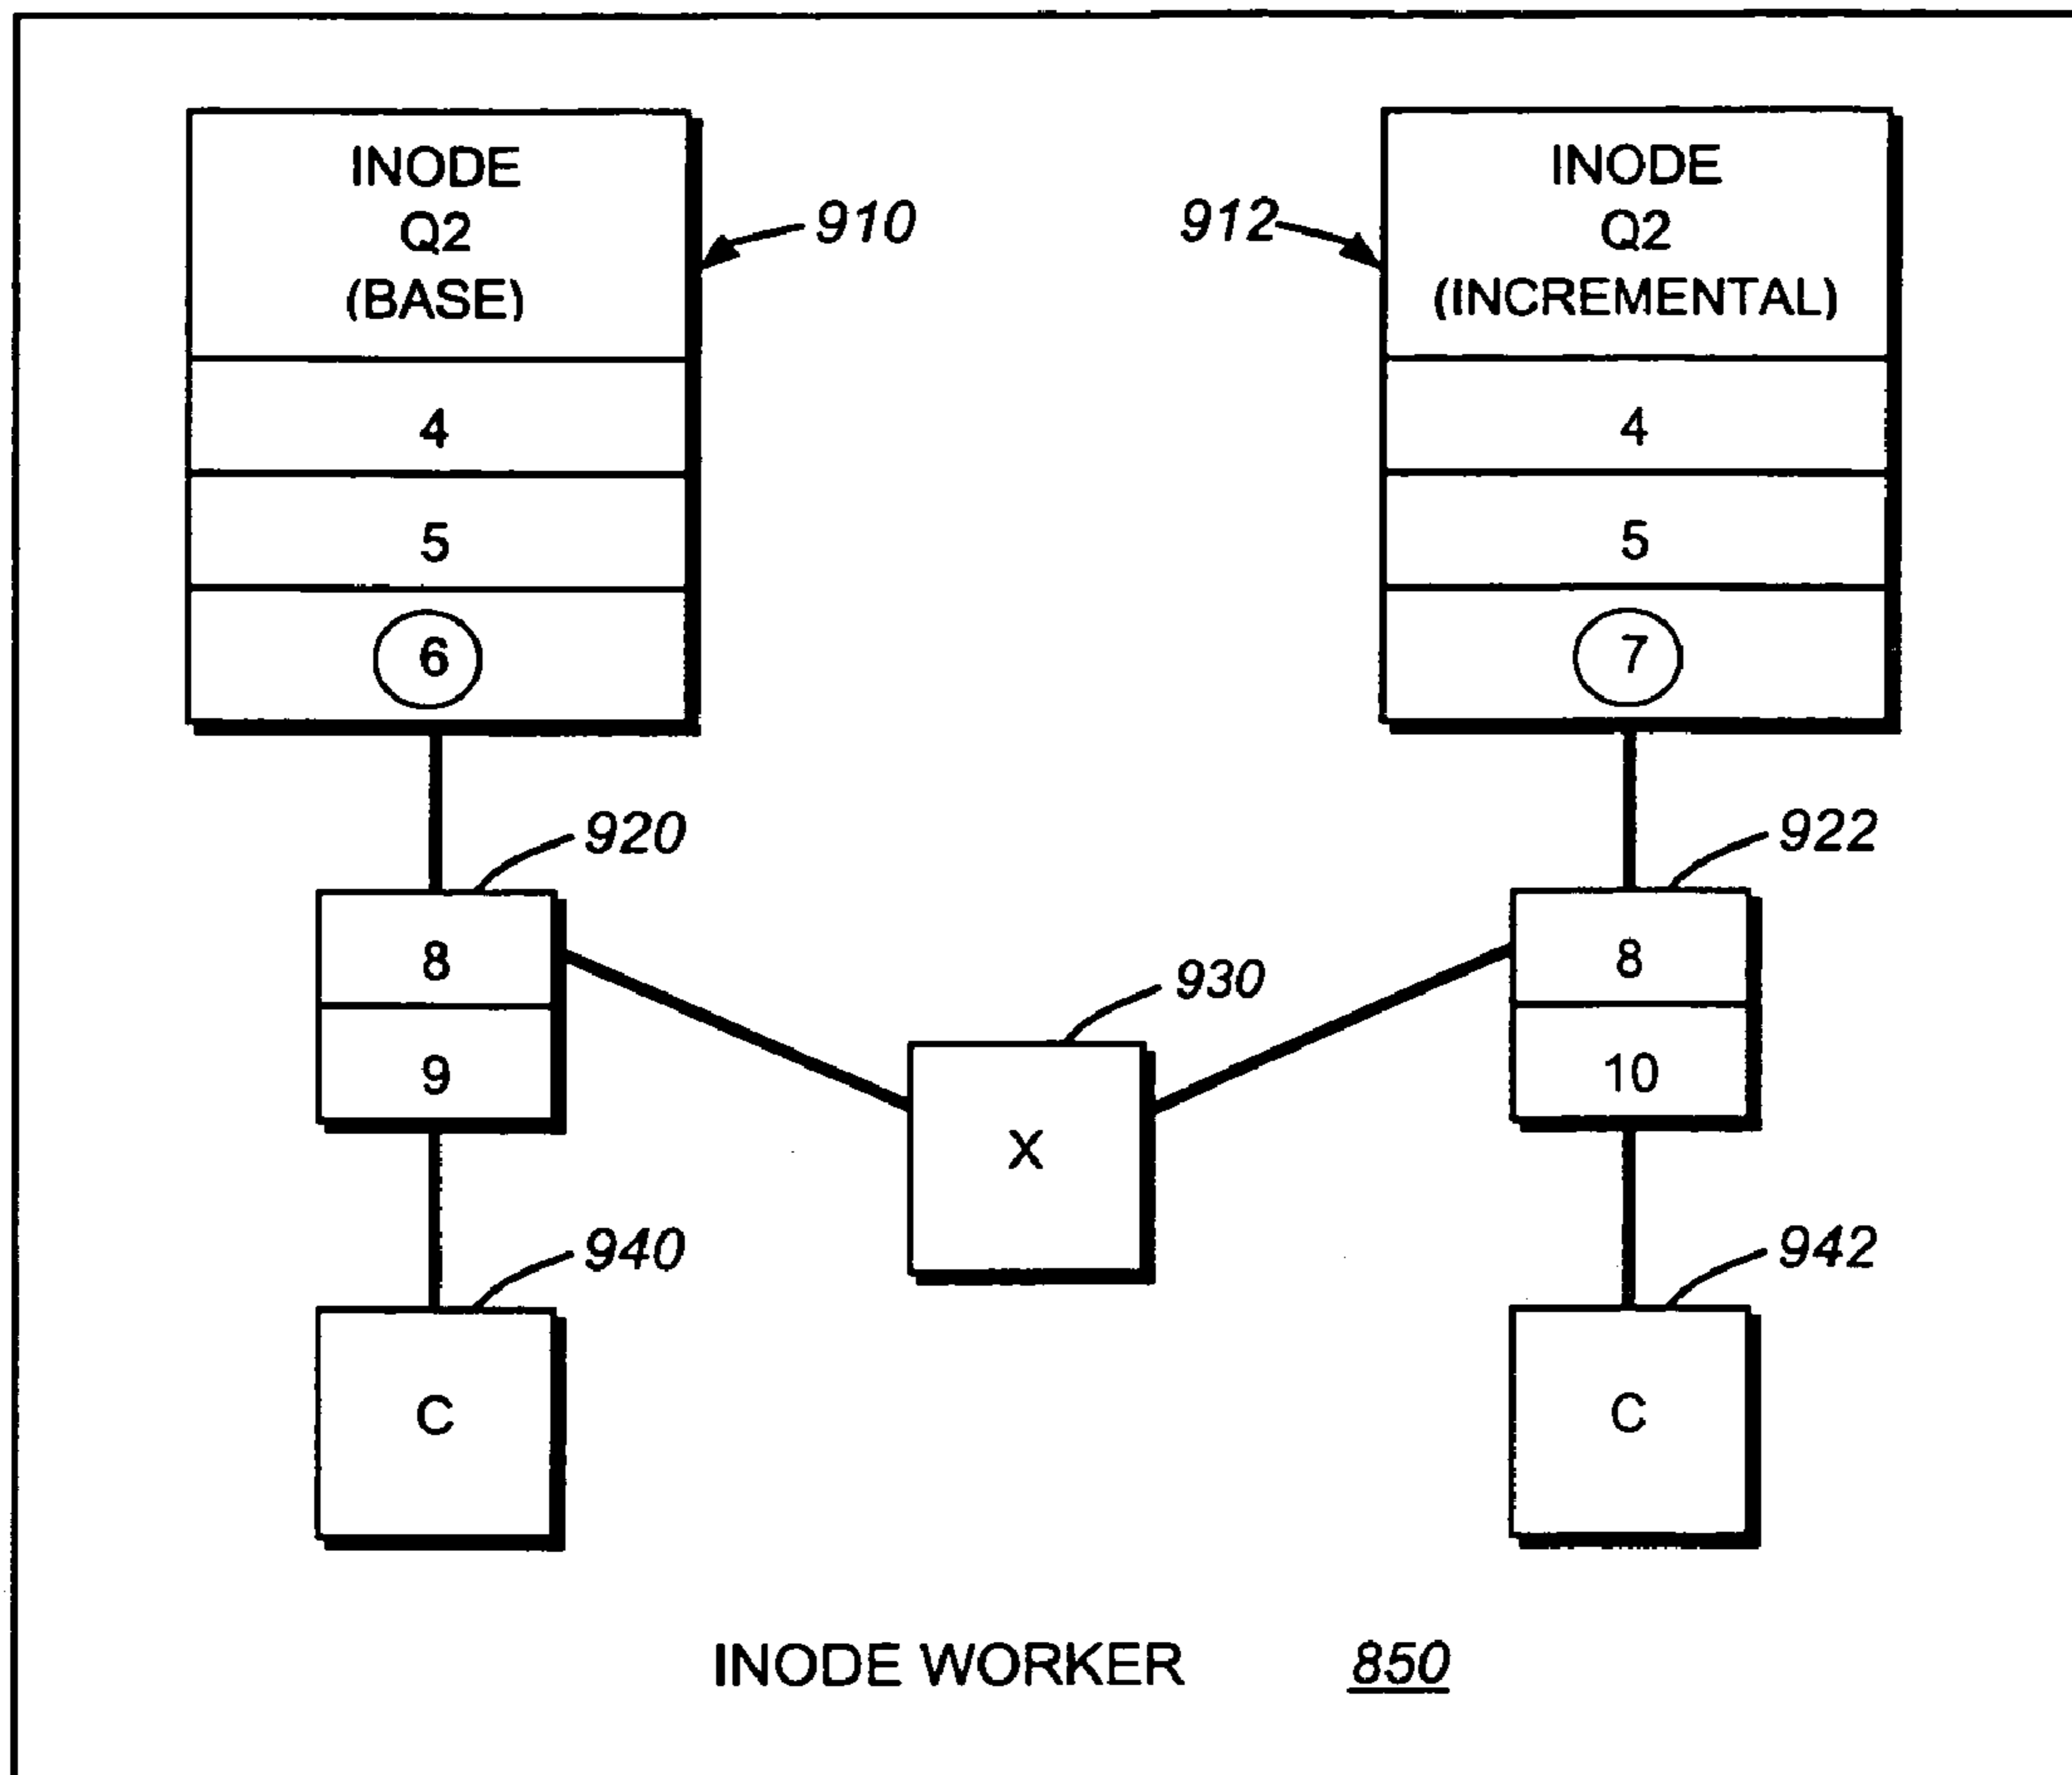 INODE
Q2
(BASE)
4
5
6
910
912
INODE
Q2
(INCREMENTAL)
4
5
7
920
8
9
922
8
10
930
X
940
C
942
C
INODE WORKER 850